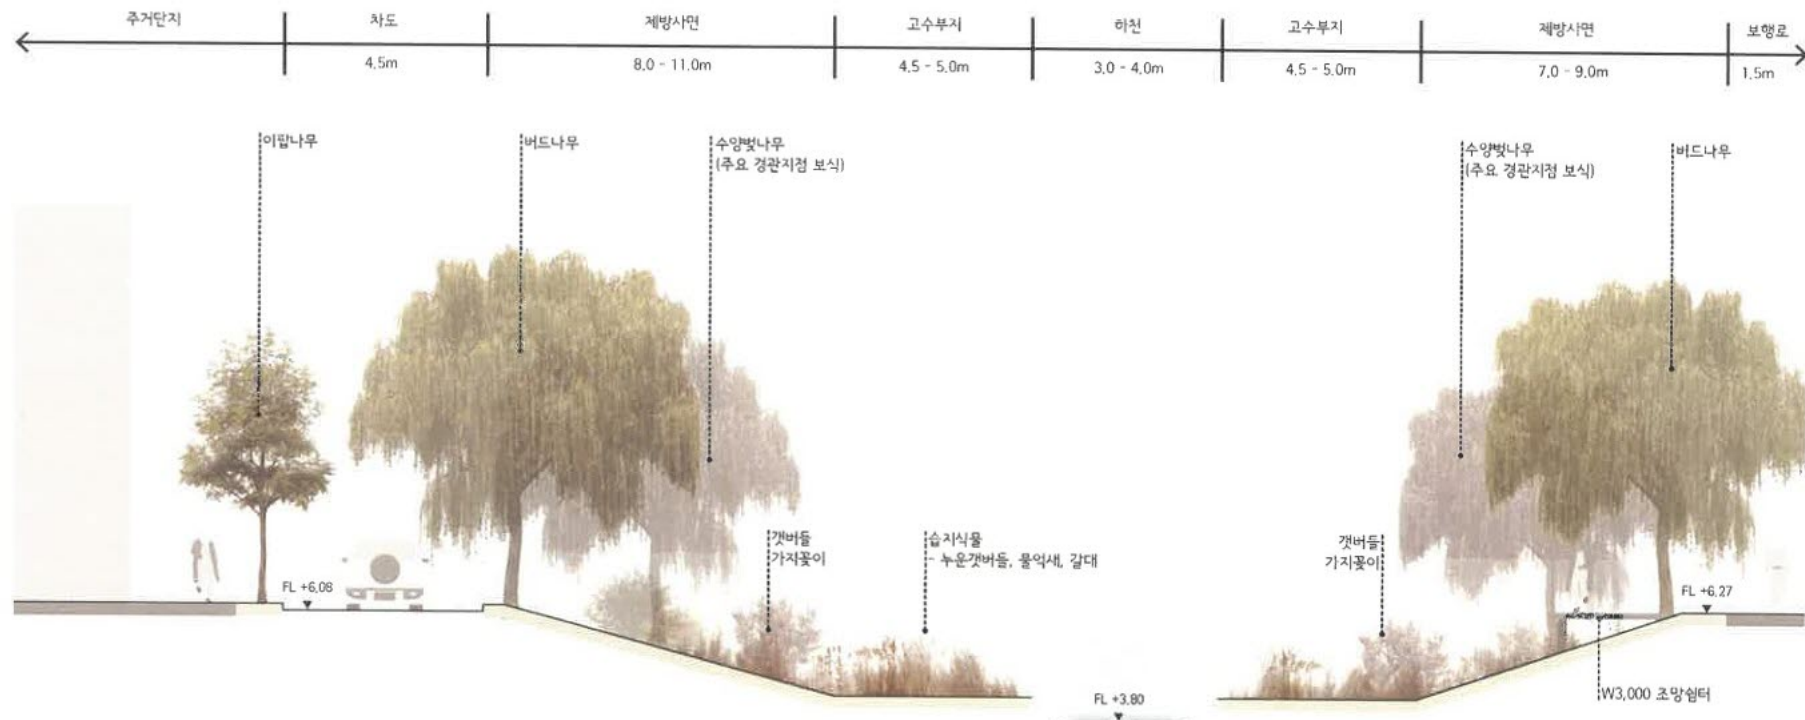 주거단지
차도
제방사면
고수부지
하천
고수부지
제방사면
보행로
4.5m
8.0 - 11.0m
4.5 - 5.0m
3.0 - 4.0m
4.5 - 5.0m
7.0 - 9.0m
1.5m
이팝나무
버드나무
수양벚나무
(주요 경관지점 보식)
수양벚나무
(주요 경관지점 보식)
버드나무
갯버들
가지꽂이
습지식물
- 누운갯버들, 물억새, 갈대
갯버들
가지꽂이
FL +6.08
FL +6.27
FL +3.80
W3,000 조망쉼터